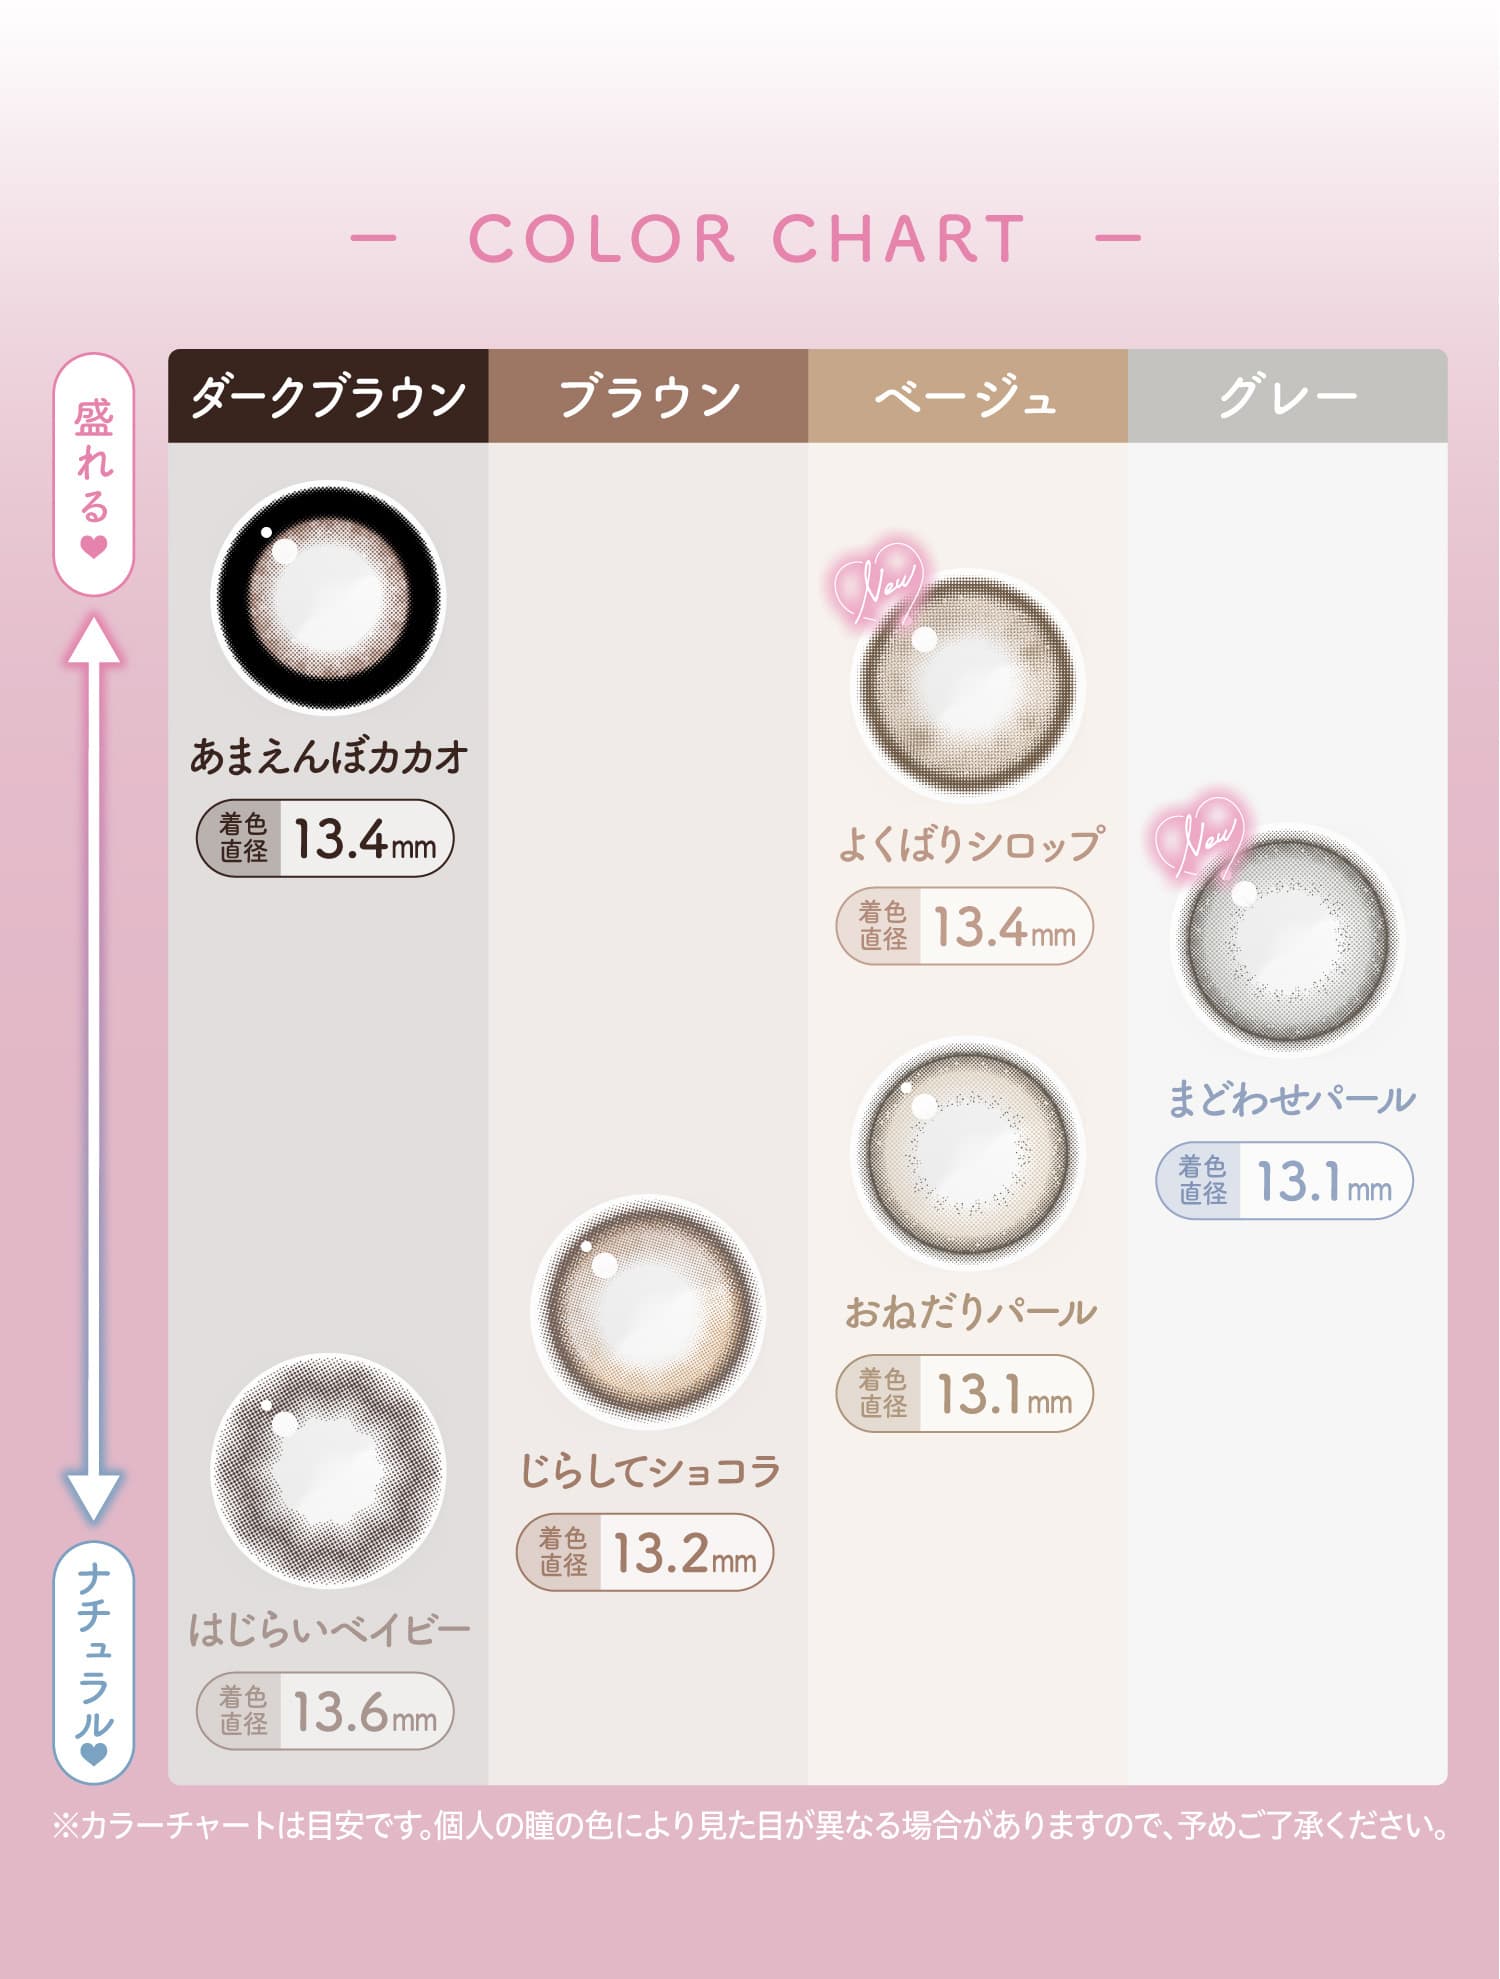 — COLOR CHART —
盛れる♥
ダークブラウン
ブラウン
ベージュ
グレー
あまえんぼカカオ
着色直径 13.4mm
New
よくばりシロップ
着色直径 13.4mm
New
まどわせパール
着色直径 13.1mm
おねだりパール
着色直径 13.1mm
じらしてショコラ
着色直径 13.2mm
はじらいベイビー
着色直径 13.6mm
ナチュラル♥
※カラーチャートは目安です。個人の瞳の色により見た目が異なる場合がありますので、予めご了承ください。